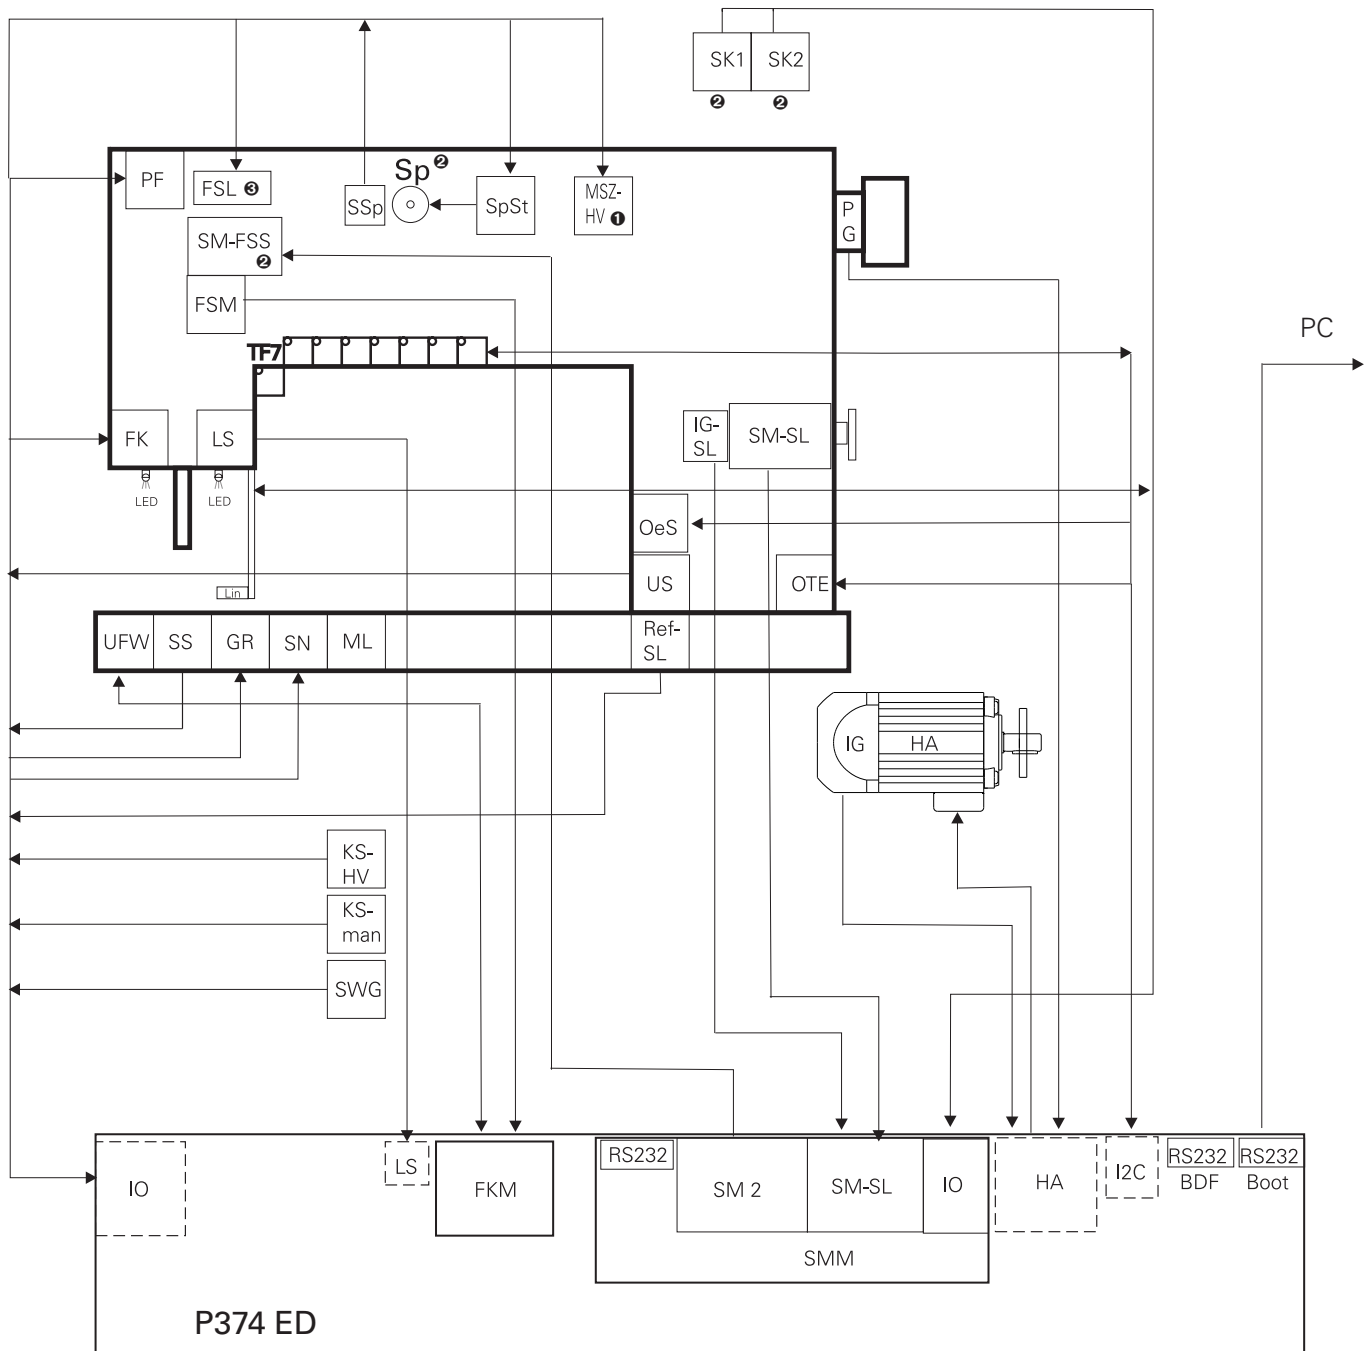 SK1 SK2
❷ ❷
PF
FSL ❸
SSp
Sp ❷
SpSt
MSZ-
HV ❶
P
G
SM-FSS
❷
FSM
PC
TF7
FK
LS
IG-
SL
SM-SL
LED
LED
OeS
US
OTE
Lin
UFW SS GR SN ML
Ref-
SL
IG HA
KS-
HV
KS-
man
SWG
IO
LS
FKM
RS232
SM 2
SM-SL
IO
SMM
HA
I2C
RS232
BDF
RS232
Boot
P374 ED